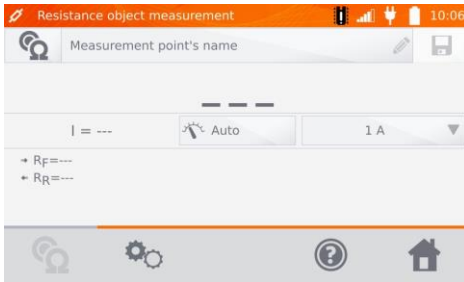 Resistance object measurement 10:06
Measurement point's name
---
I = --- Auto 1 A
→ RF=---
← RR=---
?